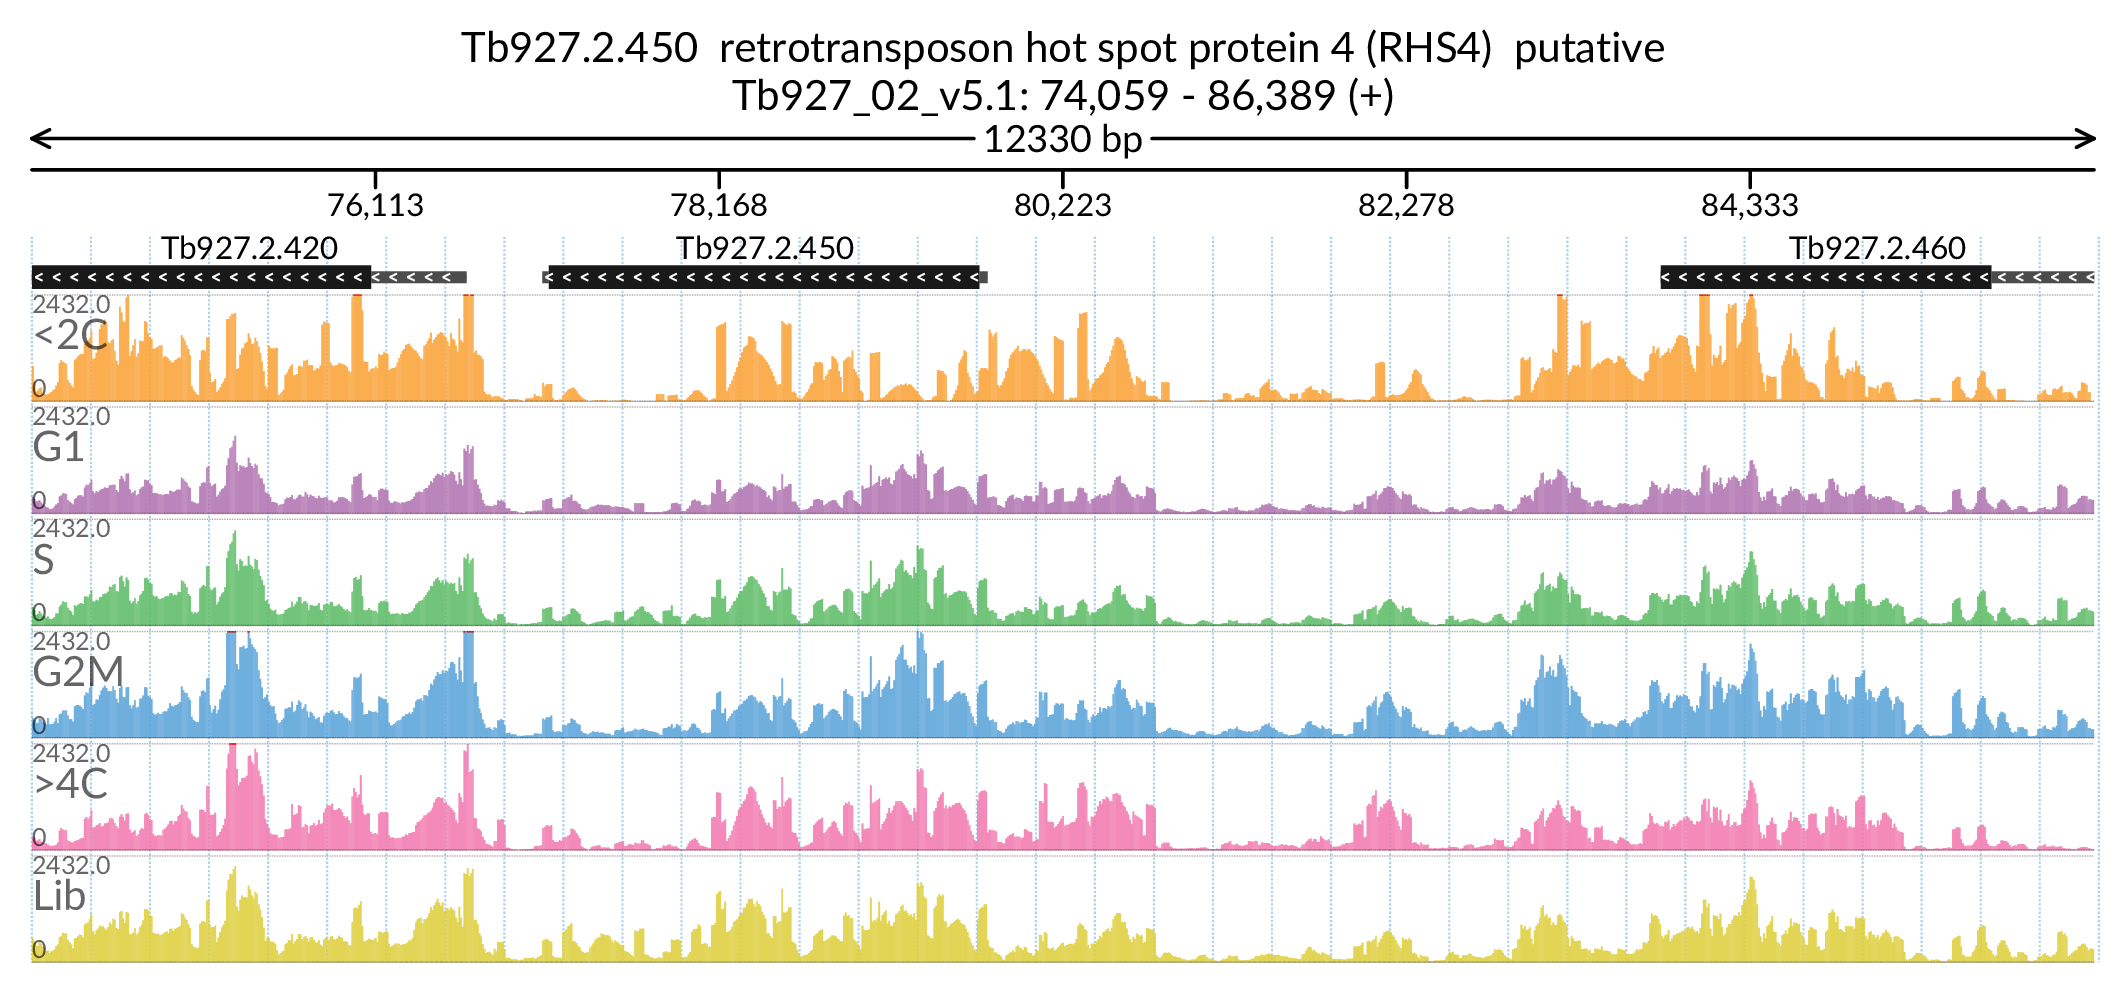 Tb927.2.450 retrotransposon hot spot protein 4 (RHS4) putative
Tb927_02_v5.1: 74,059 - 86,389 (+)
12330 bp
76,113 78,168 80,223 82,278 84,333
Tb927.2.420 Tb927.2.450 Tb927.2.460
2432.0
<2C
0
2432.0
G1
0
2432.0
S
0
2432.0
G2M
0
2432.0
>4C
0
2432.0
Lib
0